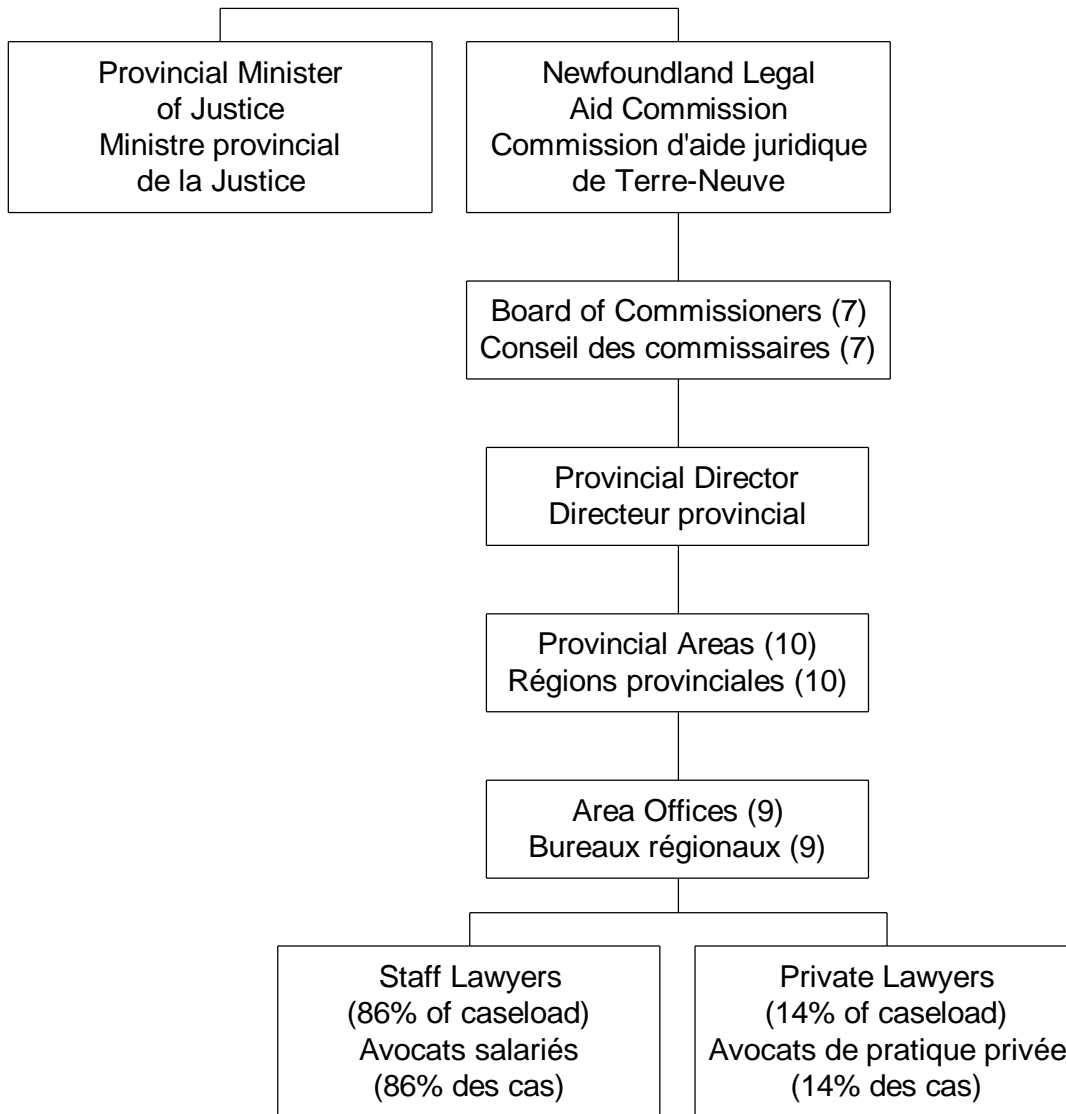 Provincial Minister
of Justice
Ministre provincial
de la Justice
Newfoundland Legal
Aid Commission
Commission d'aide juridique
de Terre-Neuve
Board of Commissioners (7)
Conseil des commissaires (7)
Provincial Director
Directeur provincial
Provincial Areas (10)
Régions provinciales (10)
Area Offices (9)
Bureaux régionaux (9)
Staff Lawyers
(86% of caseload)
Avocats salariés
(86% des cas)
Private Lawyers
(14% of caseload)
Avocats de pratique privée
(14% des cas)